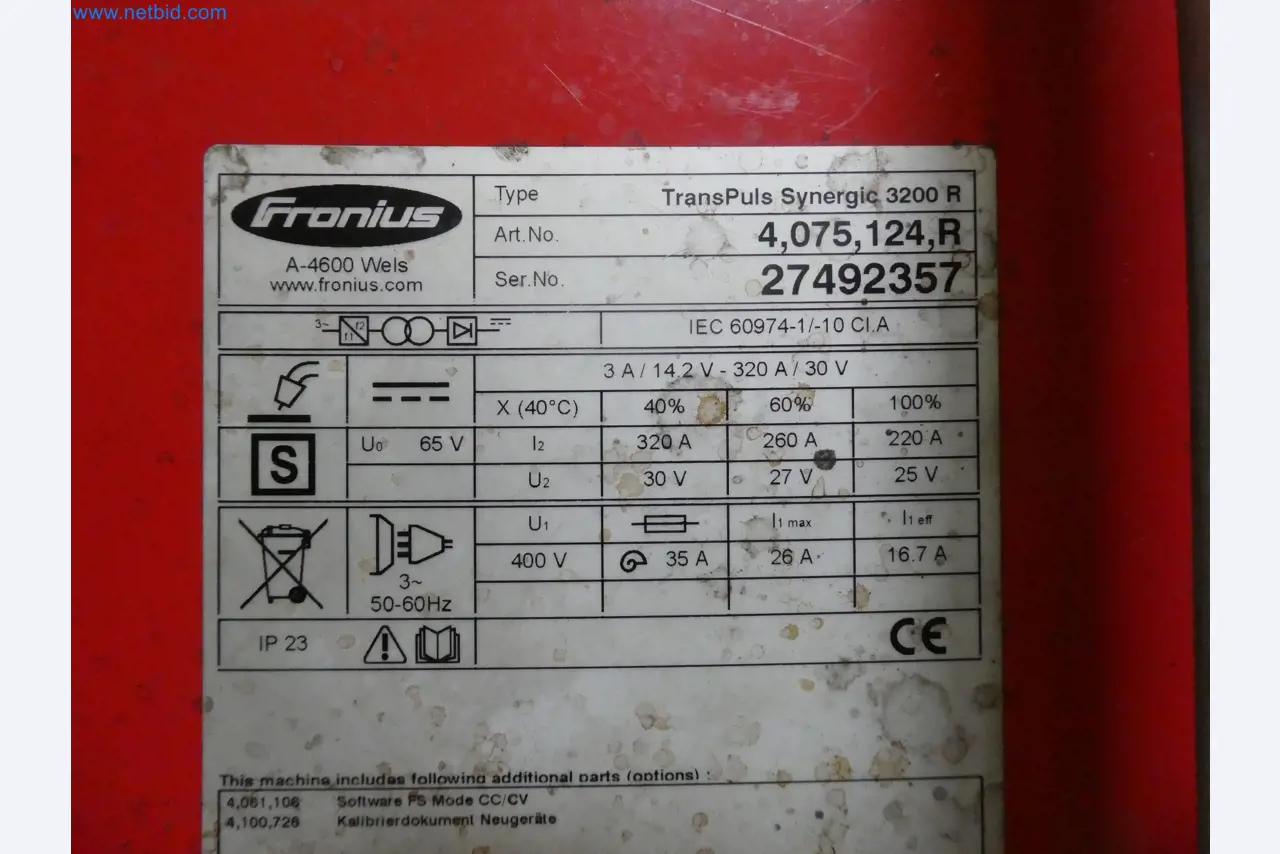 www.netbid.com
Fronius
A-4600 Wels
www.fronius.com
Type TransPuls Synergic 3200 R
Art.No. 4,075,124,R
Ser.No. 27492357
3~ f1 f2
IEC 60974-1/-10 Cl.A
3 A / 14.2 V - 320 A / 30 V
X (40°C) 40% 60% 100%
S
U0 65 V
I2 320 A 260 A 220 A
U2 30 V 27 V 25 V
3~
50-60Hz
U1 I1 max I1 eff
400 V 35 A 26 A 16.7 A
IP 23
CE
This machine includes following additional parts (options) :
4,061,106 Software FS Mode CC/CV
4,100,726 Kalibrierdokument Neugeräte